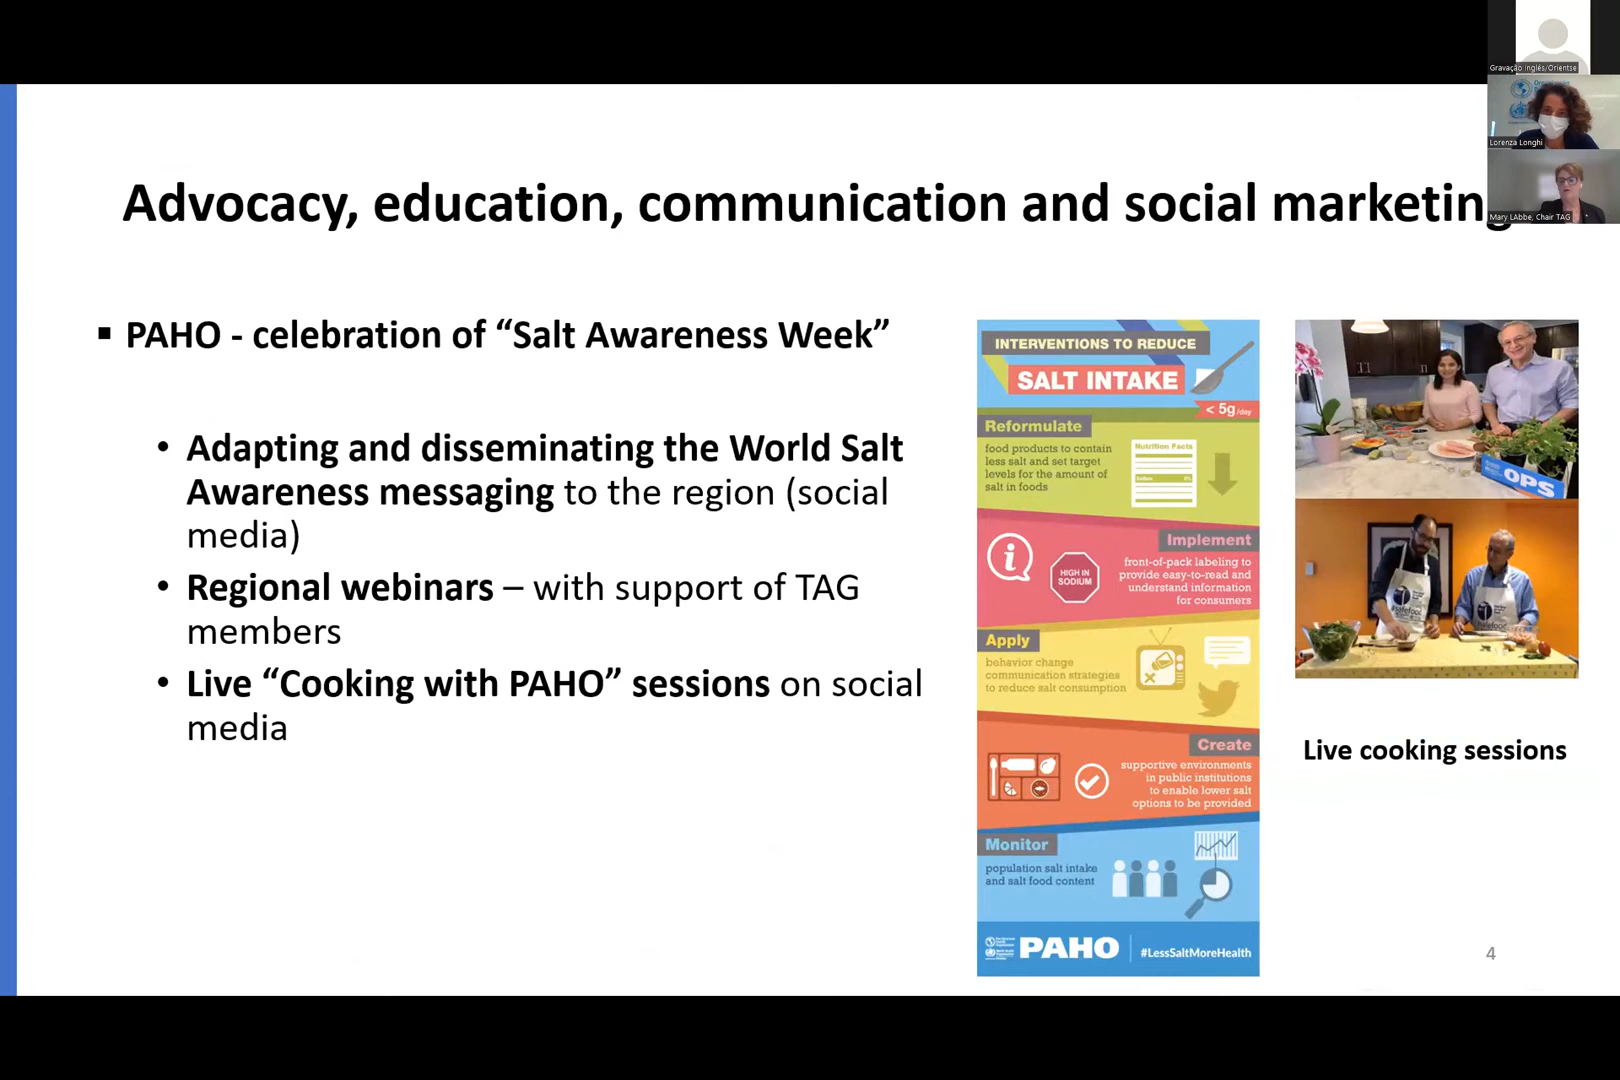 Gravação Inglês/Orientse
Lorenza Longhi
Mary LAbbe, Chair TAG
Advocacy, education, communication and social marketing
▪ PAHO - celebration of “Salt Awareness Week”
• Adapting and disseminating the World Salt
Awareness messaging to the region (social
media)
• Regional webinars – with support of TAG
members
• Live “Cooking with PAHO” sessions on social
media
INTERVENTIONS TO REDUCE
SALT INTAKE
< 5g/day
Reformulate
food products to contain
less salt and set target
levels for the amount of
salt in foods
Nutrition Facts
Implement
front-of-pack labeling to
provide easy-to-read and
understand information
for consumers
HIGH IN
SODIUM
Apply
behavior change
communication strategies
to reduce salt consumption
Create
supportive environments
in public institutions
to enable lower salt
options to be provided
Monitor
population salt intake
and salt food content
PAHO
#LessSaltMoreHealth
OPS
Live cooking sessions
4